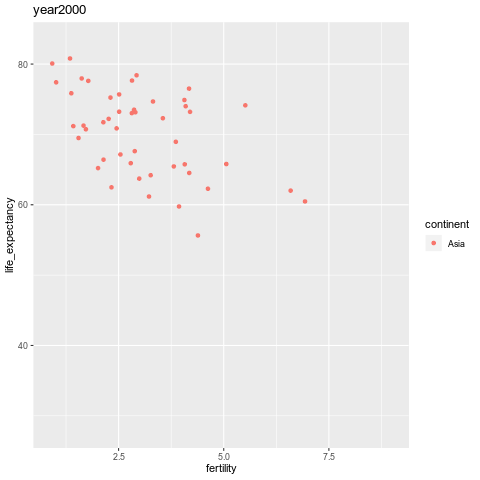 year2000
80
60
40
life_expectancy
2.5
5.0
7.5
fertility
continent
Asia